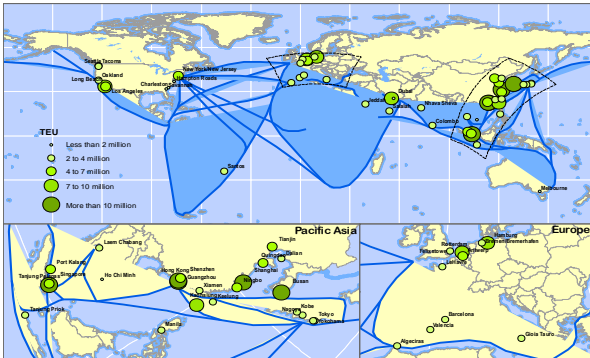 Seattle Tacoma
Oakland
Long Beach
Los Angeles
New York New Jersey
Hampton Roads
Charleston
Savannah
Santos
Jeddah
Dubai
Salalah
Nhava Sheva
Colombo
Melbourne
TEU
Less than 2 million
2 to 4 million
4 to 7 million
7 to 10 million
More than 10 million
Pacific Asia
Laem Chabang
Port Kalang
Tanjung Pelepas
Singapore
Ho Chi Minh
Tanjung Priok
Hong Kong
Shenzhen
Guangzhou
Xiamen
Kaohsiung
Keelung
Manila
Tianjin
Qingdao
Dalian
Shanghai
Ningbo
Busan
Nagoya
Kobe
Tokyo
Yokohama
Europe
Hamburg
Bremen/Bremerhafen
Rotterdam
Felixstowe
Antwerp
Le Havre
Barcelona
Valencia
Algeciras
Gioia Tauro